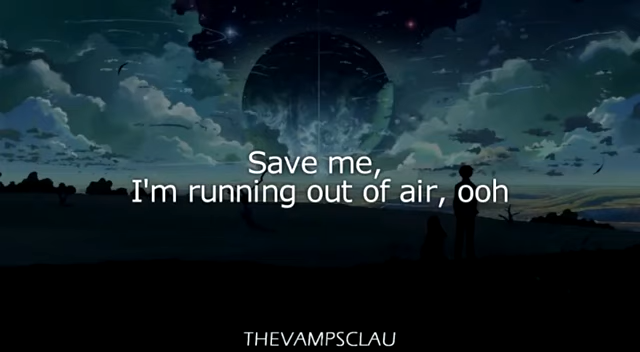 Save me,
I'm running out of air, ooh
THEVAMPSCLAU